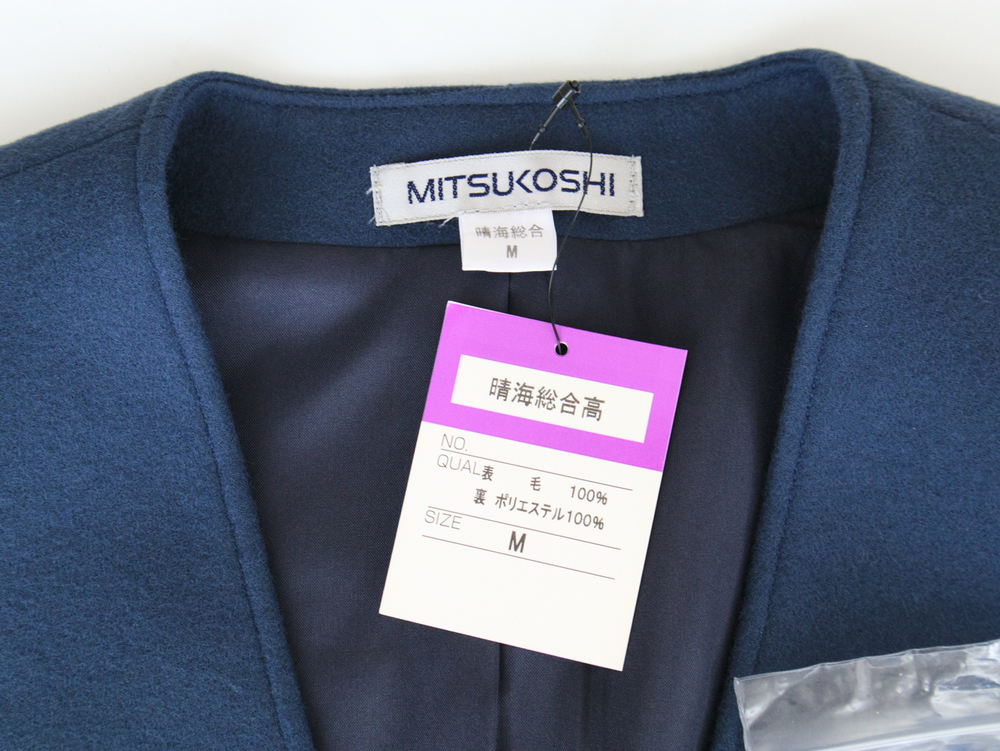 MITSUKOSHI
晴海総合
M
晴海総合高
NO.
QUAL表 毛 100%
裏 ポリエステル100%
SIZE
M